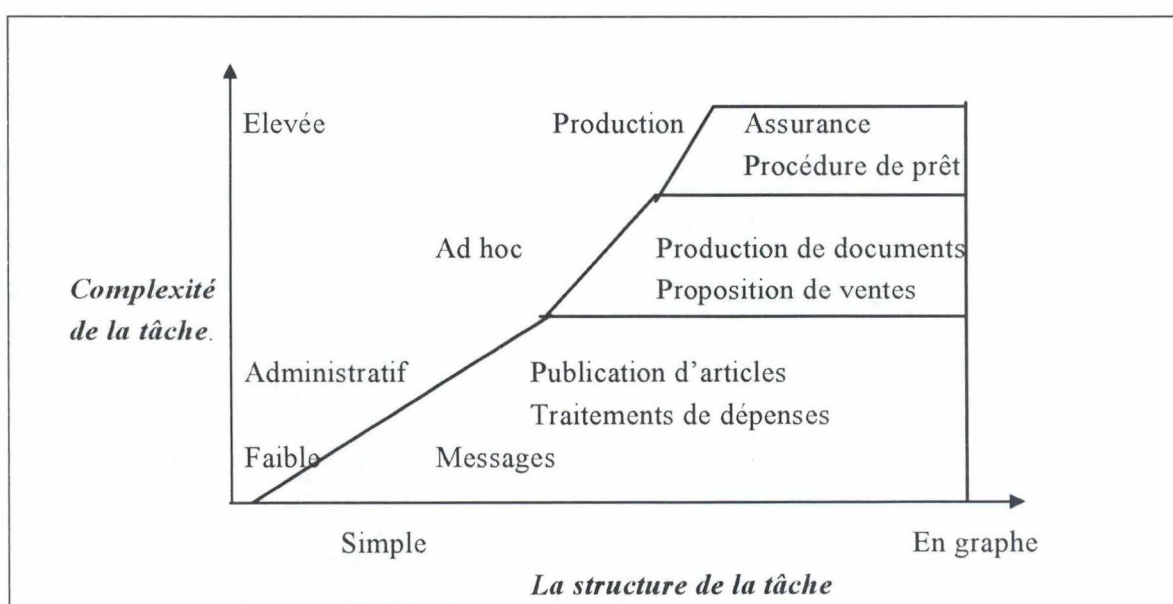 Elevée Production Assurance
Procédure de prêt
Ad hoc Production de documents
Complexité Proposition de ventes
de la tâche.
Administratif Publication d’articles
Traitements de dépenses
Faible Messages
Simple En graphe
La structure de la tâche